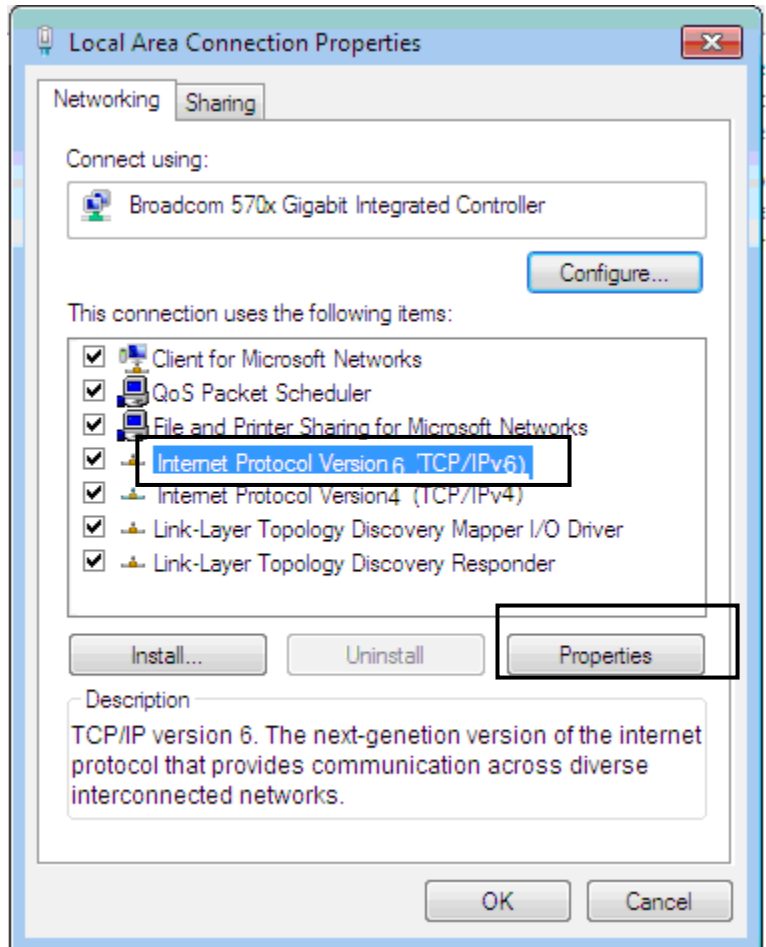 Local Area Connection Properties
Networking
Sharing
Connect using:
Broadcom 570x Gigabit Integrated Controller
Configure...
This connection uses the following items:
Client for Microsoft Networks
QoS Packet Scheduler
File and Printer Sharing for Microsoft Networks
Internet Protocol Version 6 (TCP/IPv6)
Internet Protocol Version4 (TCP/IPv4)
Link-Layer Topology Discovery Mapper I/O Driver
Link-Layer Topology Discovery Responder
Install...
Uninstall
Properties
Description
TCP/IP version 6. The next-genetion version of the internet
protocol that provides communication across diverse
interconnected networks.
OK
Cancel